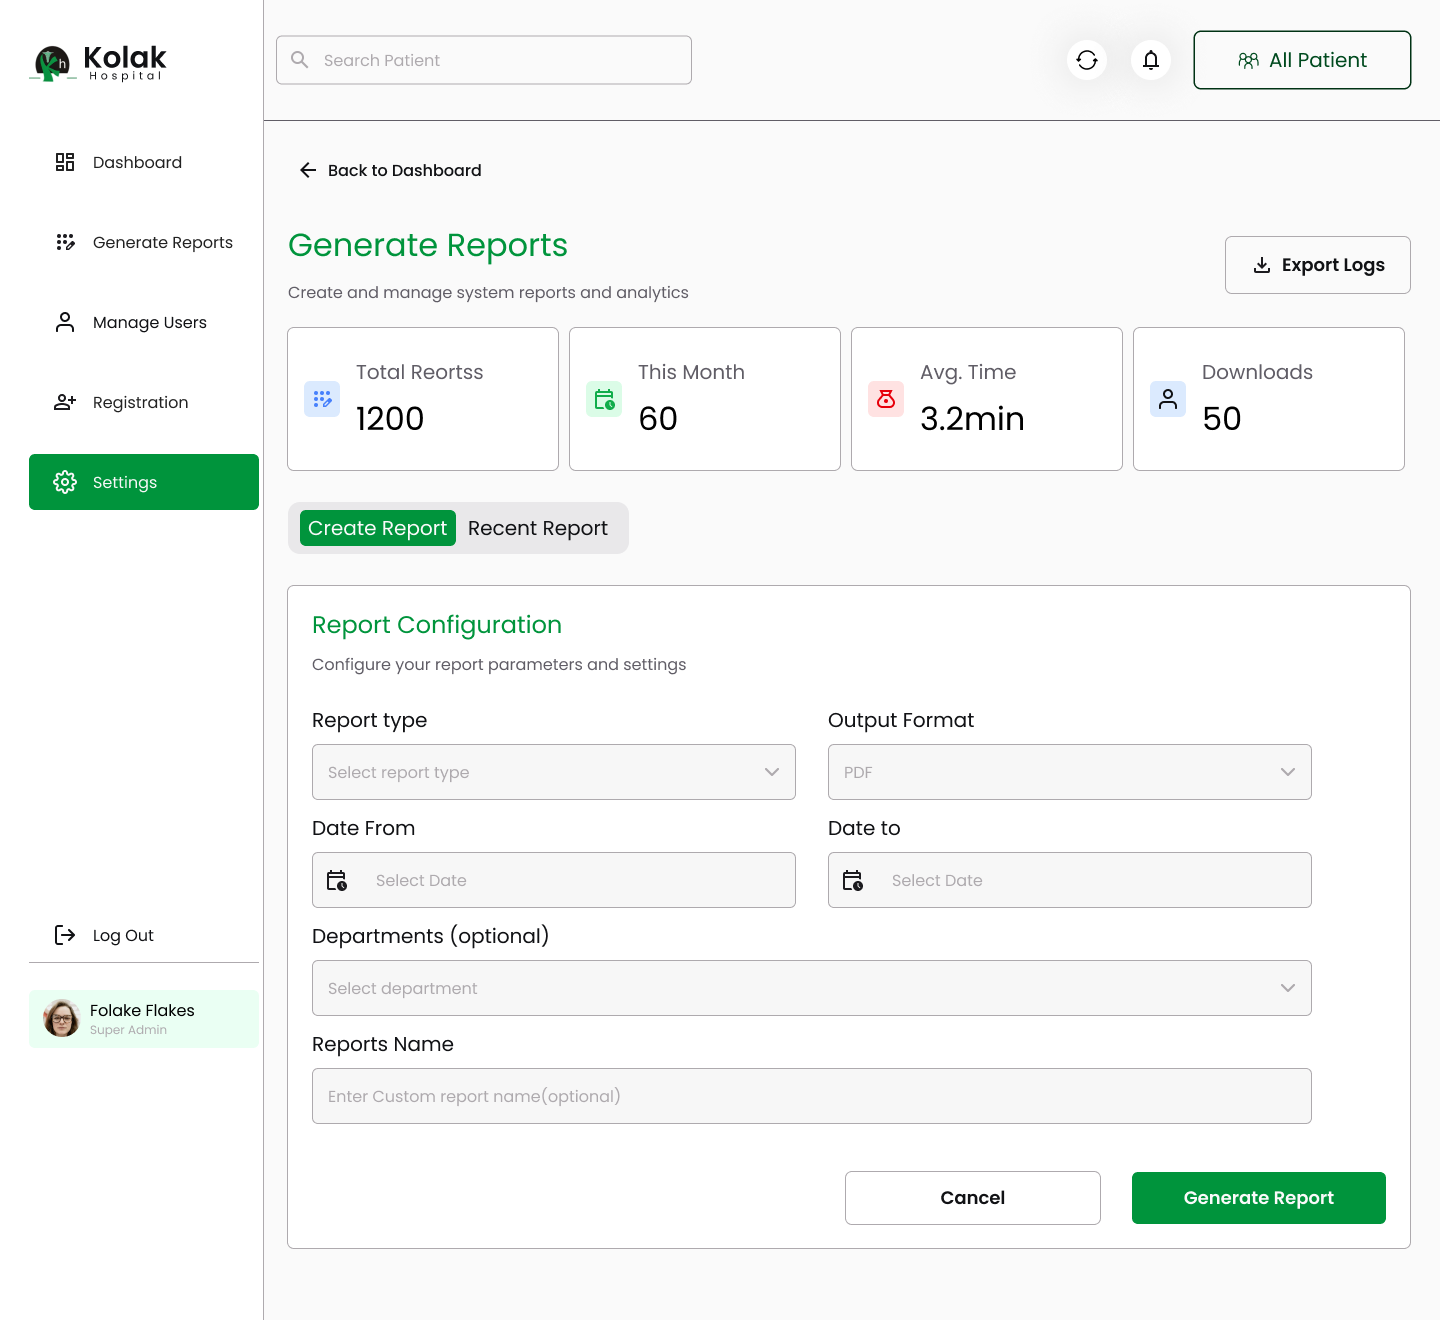 Kolak
Hospital
Search Patient
All Patient
Dashboard
Generate Reports
Manage Users
Registration
Settings
Log Out
Folake Flakes
Super Admin
Back to Dashboard
Generate Reports
Create and manage system reports and analytics
Export Logs
Total Reortss
1200
This Month
60
Avg. Time
3.2min
Downloads
50
Create Report
Recent Report
Report Configuration
Configure your report parameters and settings
Report type
Select report type
Output Format
PDF
Date From
Select Date
Date to
Select Date
Departments (optional)
Select department
Reports Name
Enter Custom report name(optional)
Cancel
Generate Report